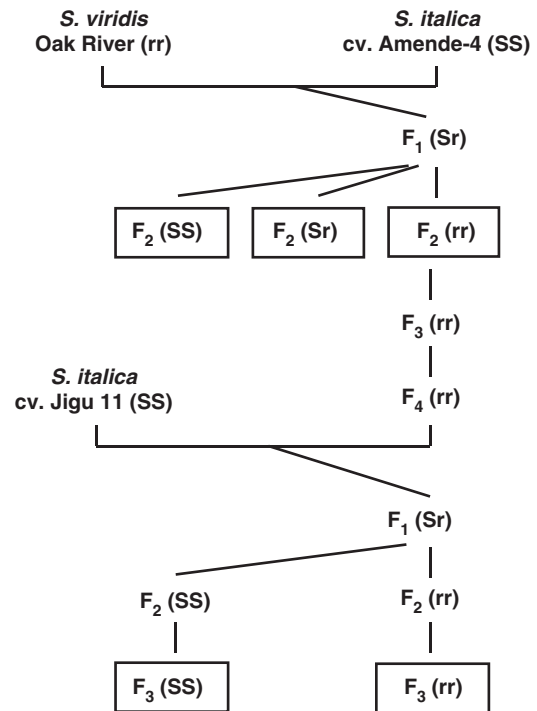 S. viridis
Oak River (rr)
S. italica
cv. Amende-4 (SS)
F₁ (Sr)
F₂ (SS)
F₂ (Sr)
F₂ (rr)
F₃ (rr)
S. italica
cv. Jigu 11 (SS)
F₄ (rr)
F₁ (Sr)
F₂ (SS)
F₂ (rr)
F₃ (SS)
F₃ (rr)